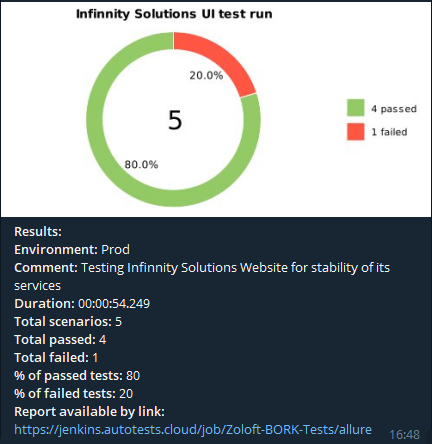 Infinnity Solutions UI test run
20.0%
4 passed
5
1 failed
80.0%
Results:
Environment: Prod
Comment: Testing Infinnity Solutions Website for stability of its
services
Duration: 00:00:54.249
Total scenarios: 5
Total passed: 4
Total failed: 1
% of passed tests: 80
% of failed tests: 20
Report available by link:
https://jenkins.autotests.cloud/job/Zoloft-BORK-Tests/allure
16:48